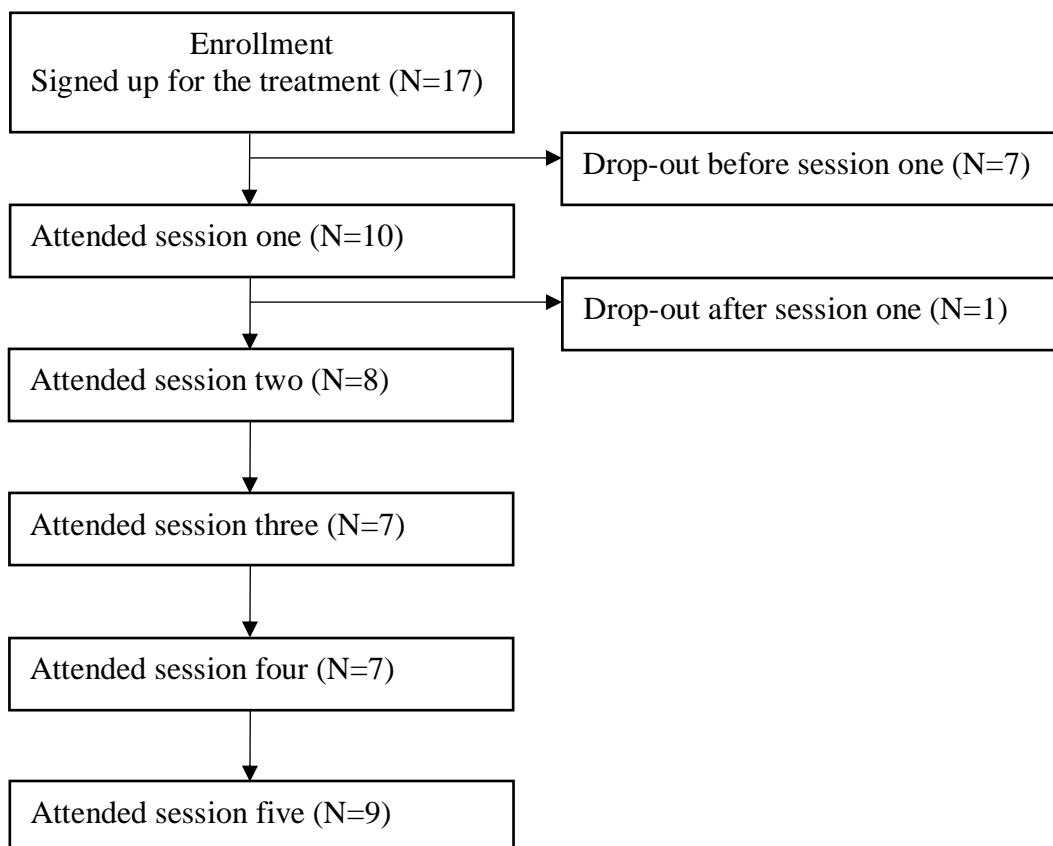 Enrollment
Signed up for the treatment (N=17)
Drop-out before session one (N=7)
Attended session one (N=10)
Drop-out after session one (N=1)
Attended session two (N=8)
Attended session three (N=7)
Attended session four (N=7)
Attended session five (N=9)